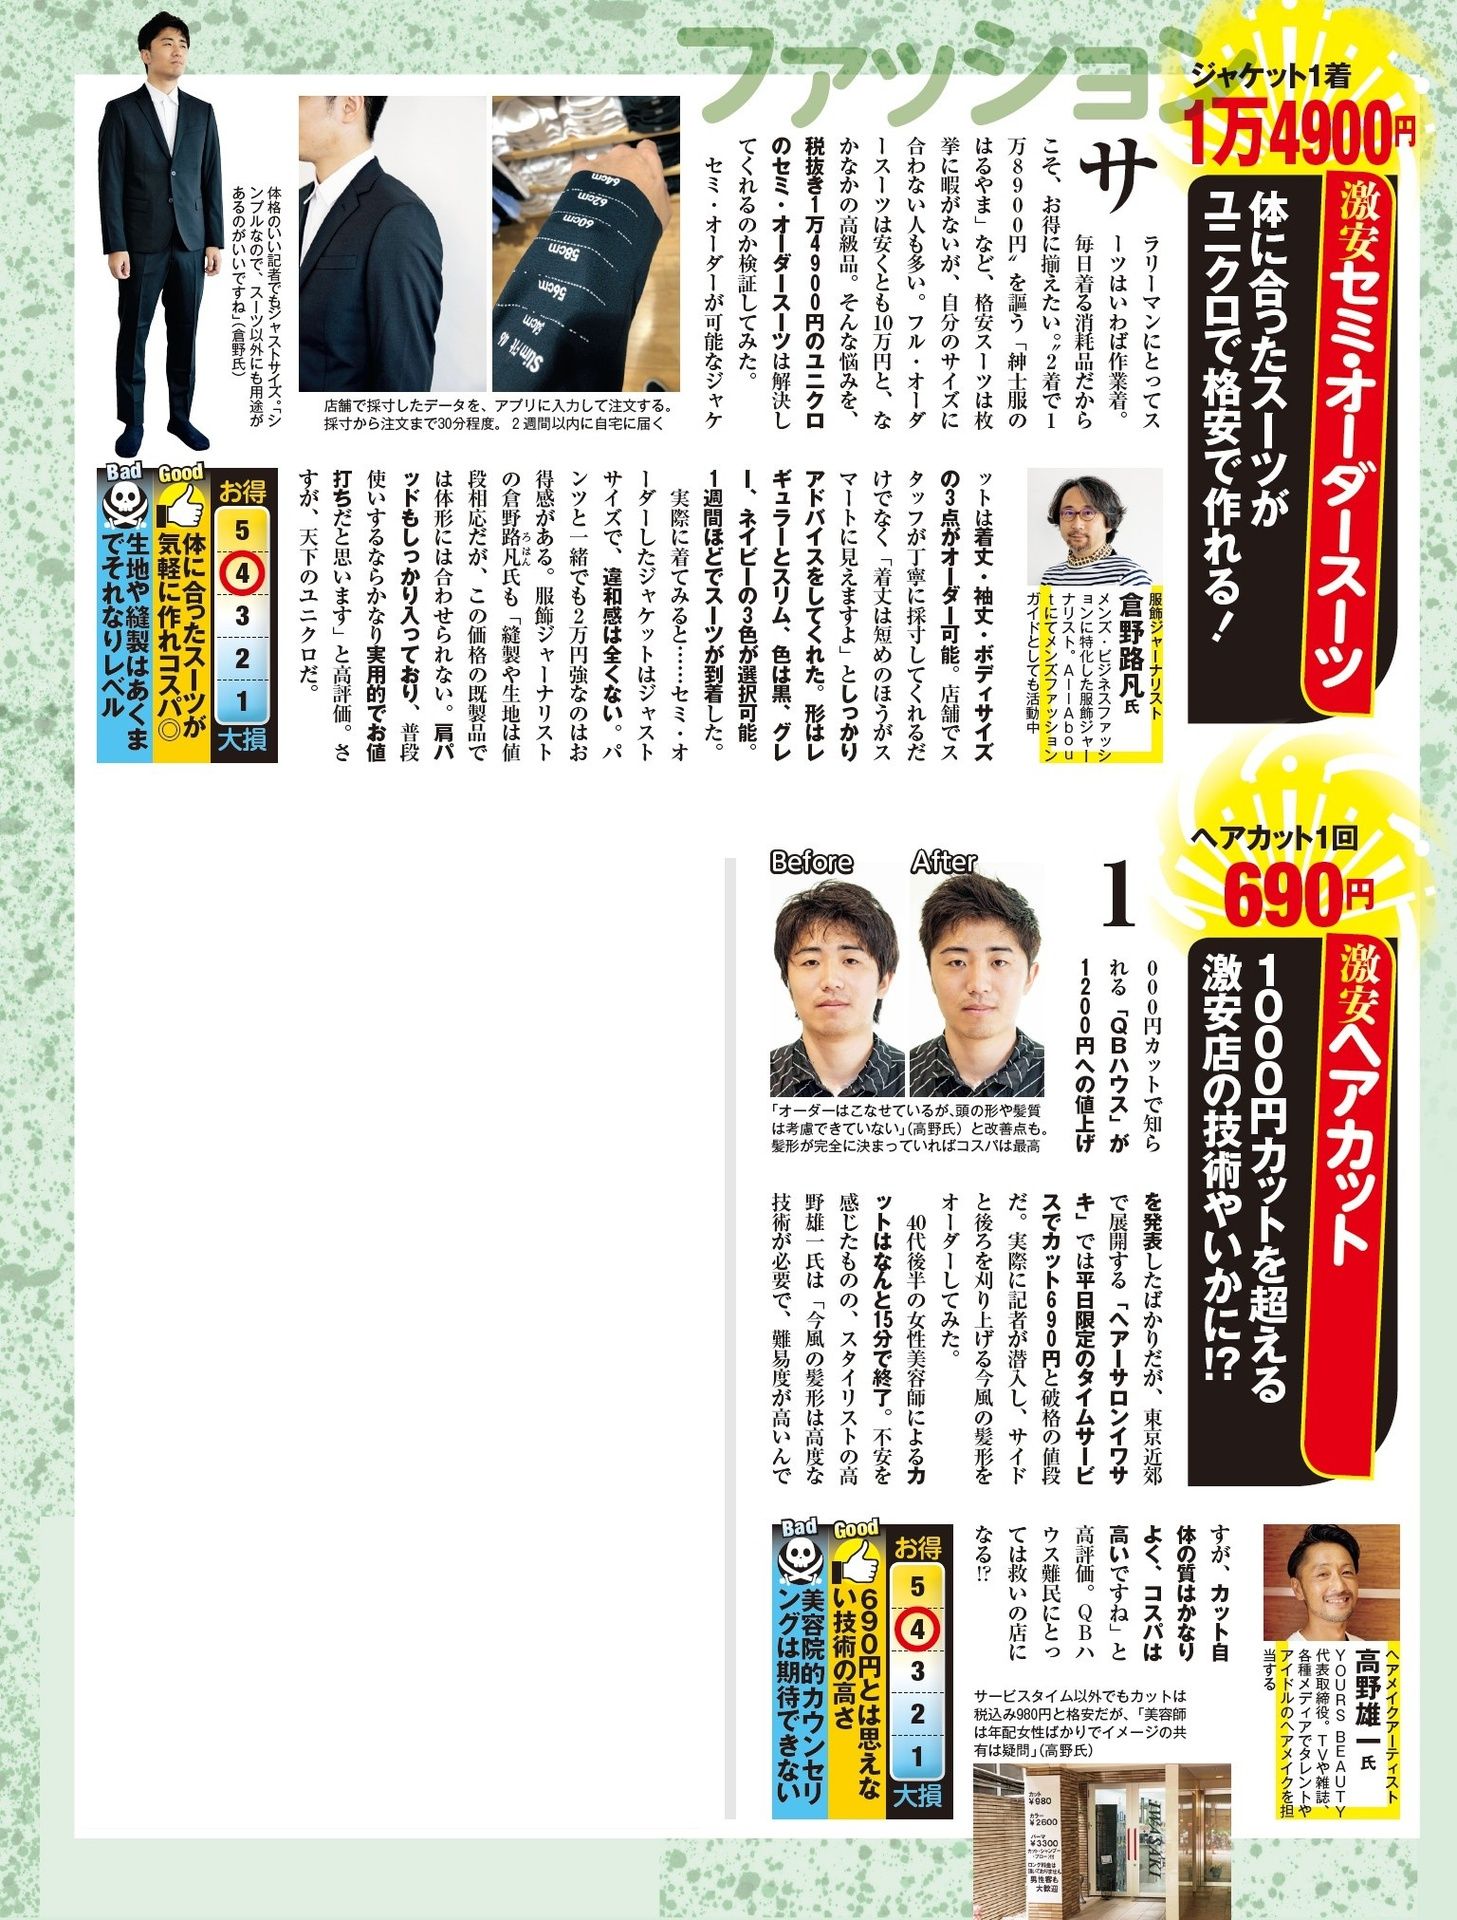 ファッション
ジャケット1着
1万4900円
激安セミ・オーダースーツ
体に合ったスーツが
ユニクロで格安で作れる!
サ
ラリーマンにとってス
ーツはいわば作業着。
毎日着る消耗品だから
こそ、お得に揃えたい。〝2着で1
万8900円〟を謳う「紳士服の
はるやま」など、格安スーツは枚
挙に暇がないが、自分のサイズに
合わない人も多い。フル・オーダ
ースーツは安くとも10万円と、な
かなかの高級品。そんな悩みを、
税抜き1万4900円のユニクロ
のセミ・オーダースーツは解決し
てくれるのか検証してみた。
セミ・オーダーが可能なジャケ
64cm
62cm
60cm
58cm
56cm
54cm
Slim Fit 46
店舗で採寸したデータを、アプリに入力して注文する。
採寸から注文まで30分程度。2週間以内に自宅に届く
体格のいい記者でもジャストサイズ。「シ
ンプルなので、スーツ以外にも用途が
あるのがいいですね」(倉野氏)
服飾ジャーナリスト
倉野路凡氏
メンズ・ビジネスファッシ
ョンに特化した服飾ジャー
ナリスト。AllAbou
tにてメンズファッション
ガイドとしても活動中
ットは着丈・袖丈・ボディサイズ
の3点がオーダー可能。店舗でス
タッフが丁寧に採寸してくれるだ
けでなく「着丈は短めのほうがス
マートに見えますよ」としっかり
アドバイスをしてくれた。形はレ
ギュラーとスリム、色は黒、グレ
ー、ネイビーの3色が選択可能。
1週間ほどでスーツが到着した。
実際に着てみると……セミ・オ
ーダーしたジャケットはジャスト
サイズで、違和感は全くない。パ
ンツと一緒でも2万円強なのはお
得感がある。服飾ジャーナリスト
の倉野路凡氏も「縫製や生地は値
ろはん
段相応だが、この価格の既製品で
は体形には合わせられない。肩パ
ッドもしっかり入っており、普段
使いするならかなり実用的でお値
打ちだと思います」と高評価。さ
すが、天下のユニクロだ。
お得
5
4
3
2
1
大損
Good
体に合ったスーツが
気軽に作れコスパ◎
Bad
生地や縫製はあくま
でそれなりレベル
ヘアカット1回
690円
激安ヘアカット
1000円カットを超える
激安店の技術やいかに!?
1
000円カットで知ら
れる「QBハウス」が
1200円への値上げ
Before
After
「オーダーはこなせているが、頭の形や髪質
は考慮できていない」(高野氏)と改善点も。
髪形が完全に決まっていればコスパは最高
を発表したばかりだが、東京近郊
で展開する「ヘアーサロンイワサ
キ」では平日限定のタイムサービ
スでカット690円と破格の値段
だ。実際に記者が潜入し、サイド
と後ろを刈り上げる今風の髪形を
オーダーしてみた。
40代後半の女性美容師によるカ
ットはなんと15分で終了。不安を
感じたものの、スタイリストの高
野雄一氏は「今風の髪形は高度な
技術が必要で、難易度が高いんで
すが、カット自
体の質はかなり
よく、コスパは
高いですね」と
高評価。QBハ
ウス難民にとっ
ては救いの店に
なる!?
ヘアメイクアーティスト
高野雄一氏
YOURS BEAUTY
代表取締役。TVや雑誌、
各種メディアでタレントや
アイドルのヘアメイクを担
当する
お得
5
4
3
2
1
大損
Good
690円とは思えな
い技術の高さ
Bad
美容院的カウンセリ
ングは期待できない
サービスタイム以外でもカットは
税込み980円と格安だが、「美容師
は年配女性ばかりでイメージの共
有は疑問」(高野氏)
カット
¥980
カラー
¥2600
パーマ
¥3300
カット・シャンプー
・ブロー付
ロング料金は
頂いておりません
男性客も
大歓迎
IWASAKI